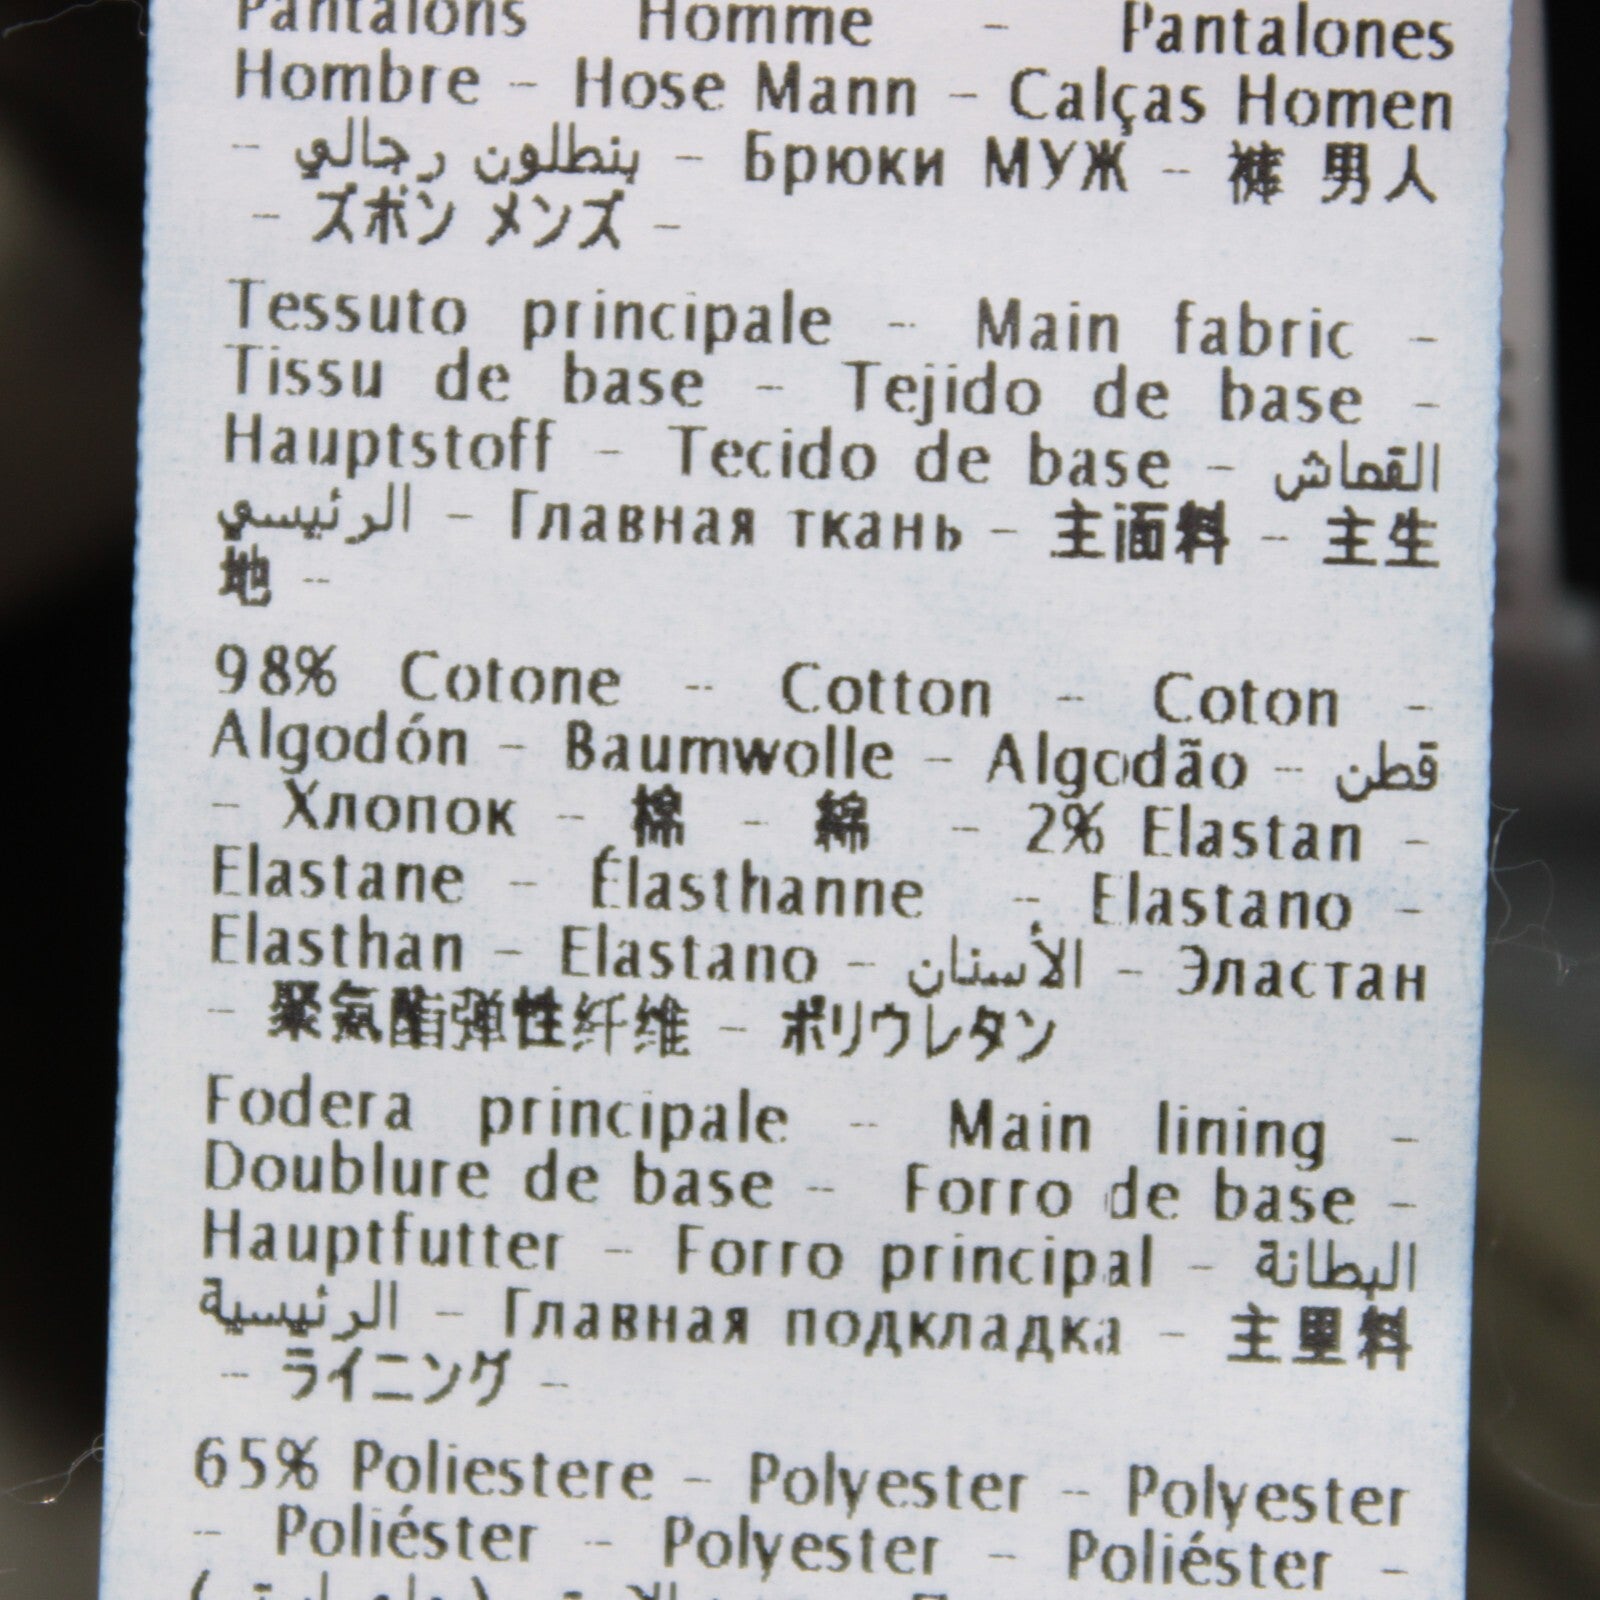 Pantalons Homme - Pantalones
Hombre - Hose Mann - Calças Homen
- بنطلون رجالي - Брюки МУЖ - 裤 男人
- ズボン メンズ -
Tessuto principale - Main fabric -
Tissu de base - Tejido de base -
Hauptstoff - Tecido de base - القماش
الرئيسي - Главная ткань - 主面料 - 主生
地 -
98% Cotone - Cotton - Coton -
Algodón - Baumwolle - Algodão - قطن
- Хлопок - 棉 - 綿 - 2% Elastan -
Elastane - Élasthanne - Elastano -
Elasthan - Elastano - الأسنان - Эластан
- 聚氨酯弹性纤维 - ポリウレタン
Fodera principale - Main lining -
Doublure de base - Forro de base -
Hauptfutter - Forro principal - البطانة
الرئيسية - Главная подкладка - 主里料
- ライニング -
65% Poliestere - Polyester - Polyester
- Poliéster - Polyester - Poliéster -